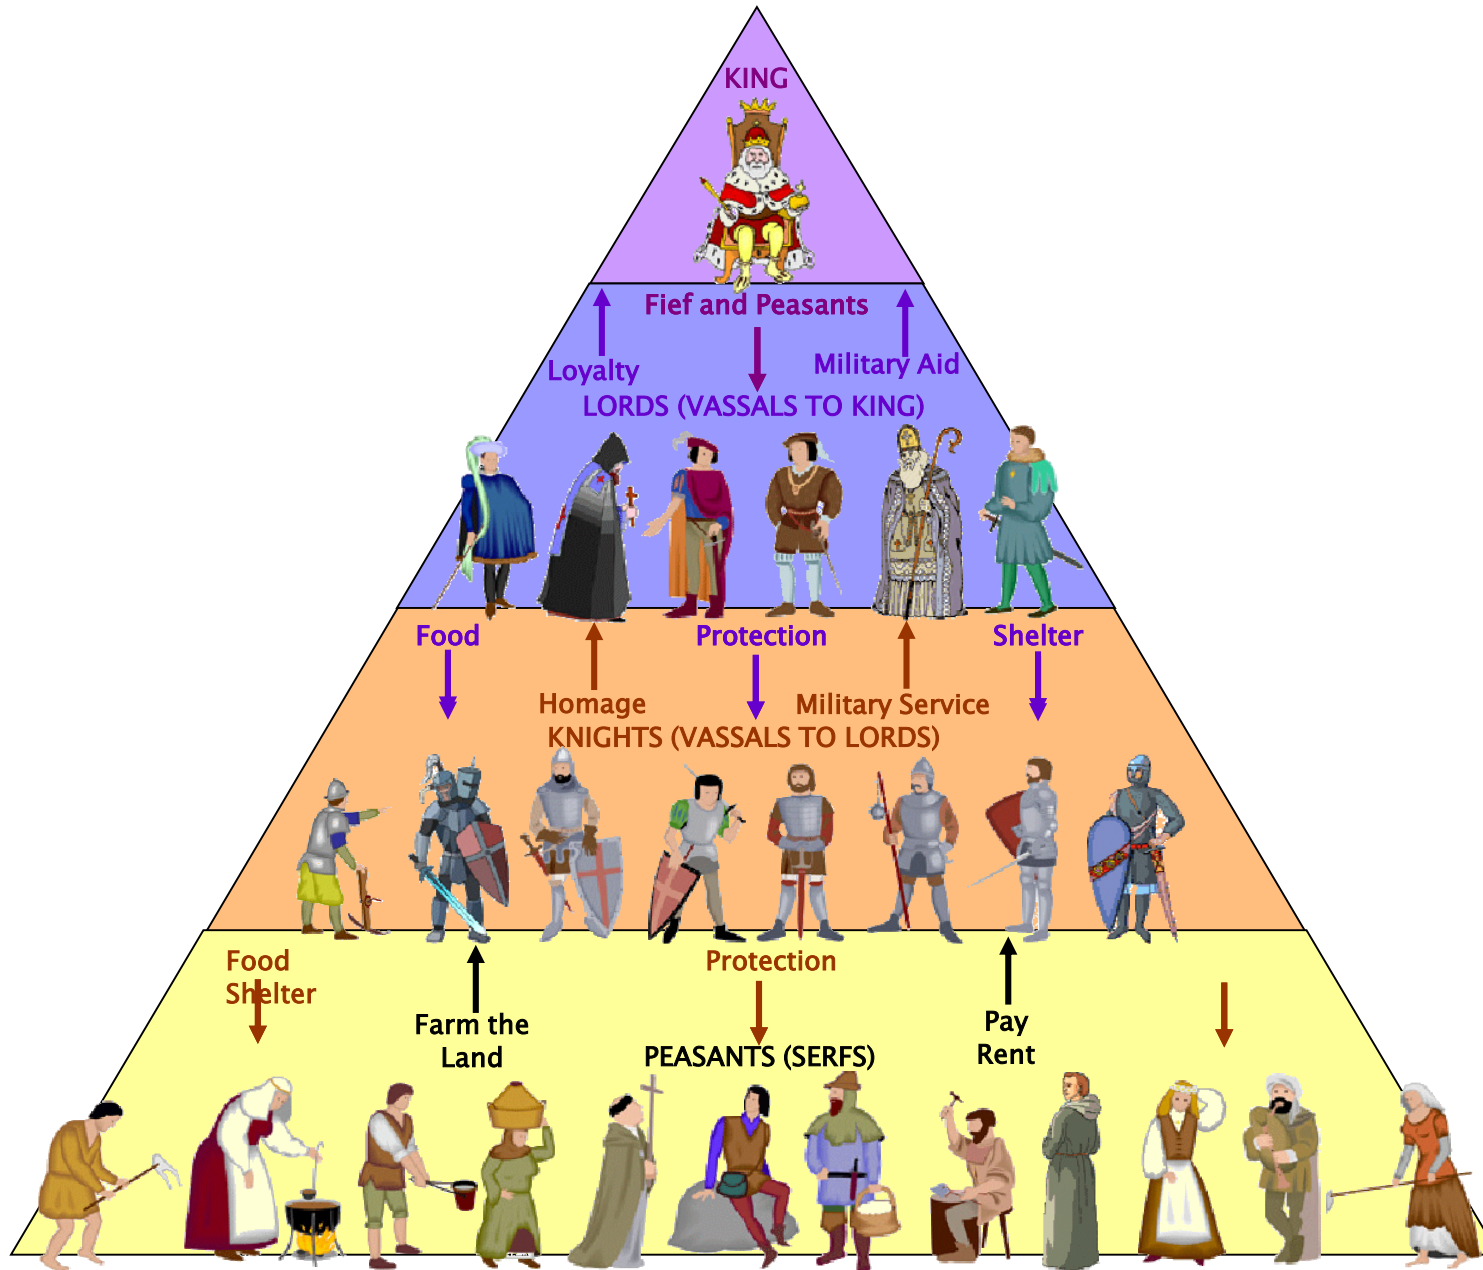 KING
Fief and Peasants
Loyalty
Military Aid
LORDS (VASSALS TO KING)
Food
Protection
Shelter
Homage
Military Service
KNIGHTS (VASSALS TO LORDS)
Food
Shelter
Protection
Farm the
Land
Pay
Rent
PEASANTS (SERFS)